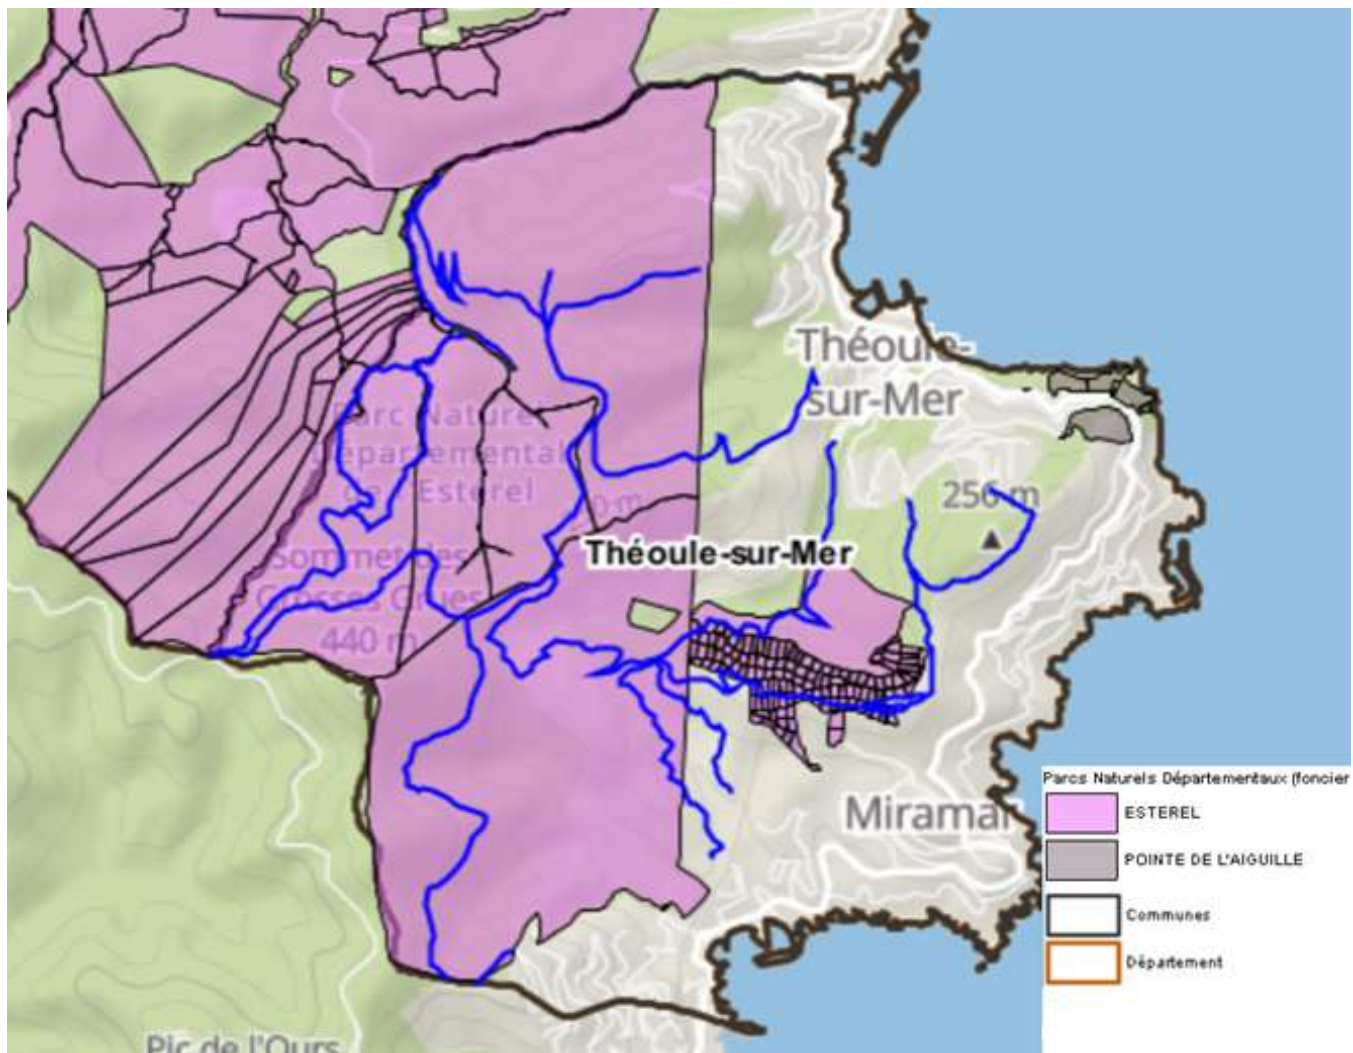 Théoule-
sur-Mer
Parc Naturel
Départemental
de l'Esterel
256 m
Théoule-sur-Mer
Sommet des
Grosses Grues
440 m
Miramar
Pic de l'Ours
Parcs Naturels Départementaux (foncier
ESTEREL
POINTE DE L'AIGUILLE
Communes
Département